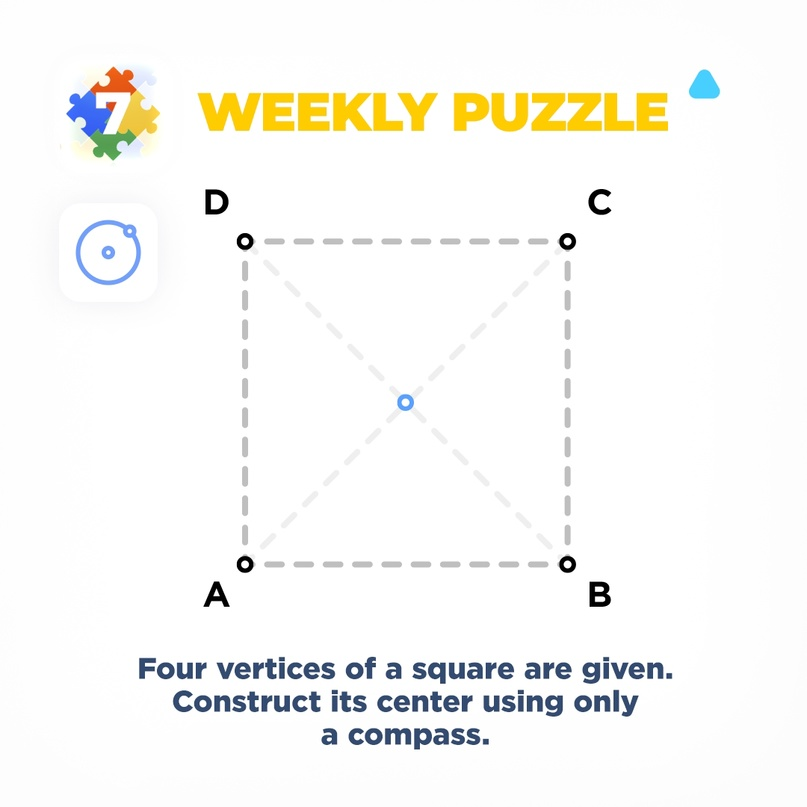 7
WEEKLY PUZZLE
D
C
A
B
Four vertices of a square are given.
Construct its center using only
a compass.